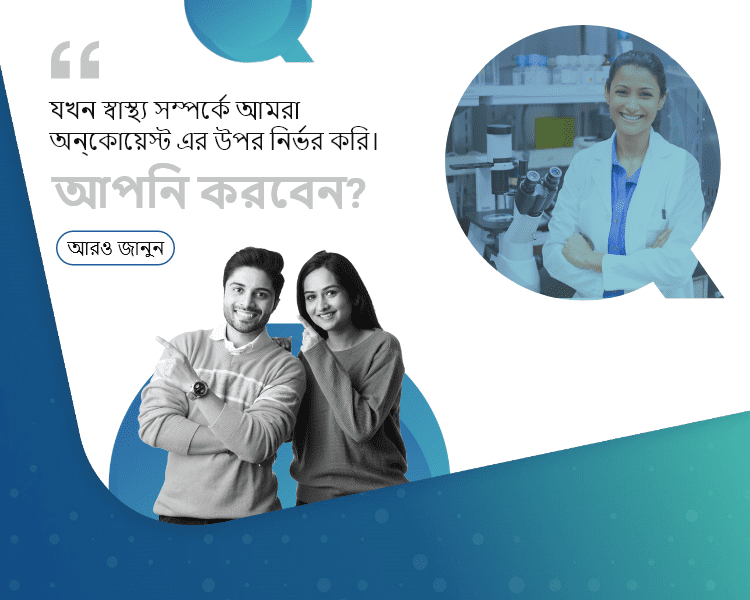 যখন স্বাস্থ্য সম্পর্কে আমরা
অন্‌কোয়েস্ট এর উপর নির্ভর করি।
আপনি করবেন?
আরও জানুন